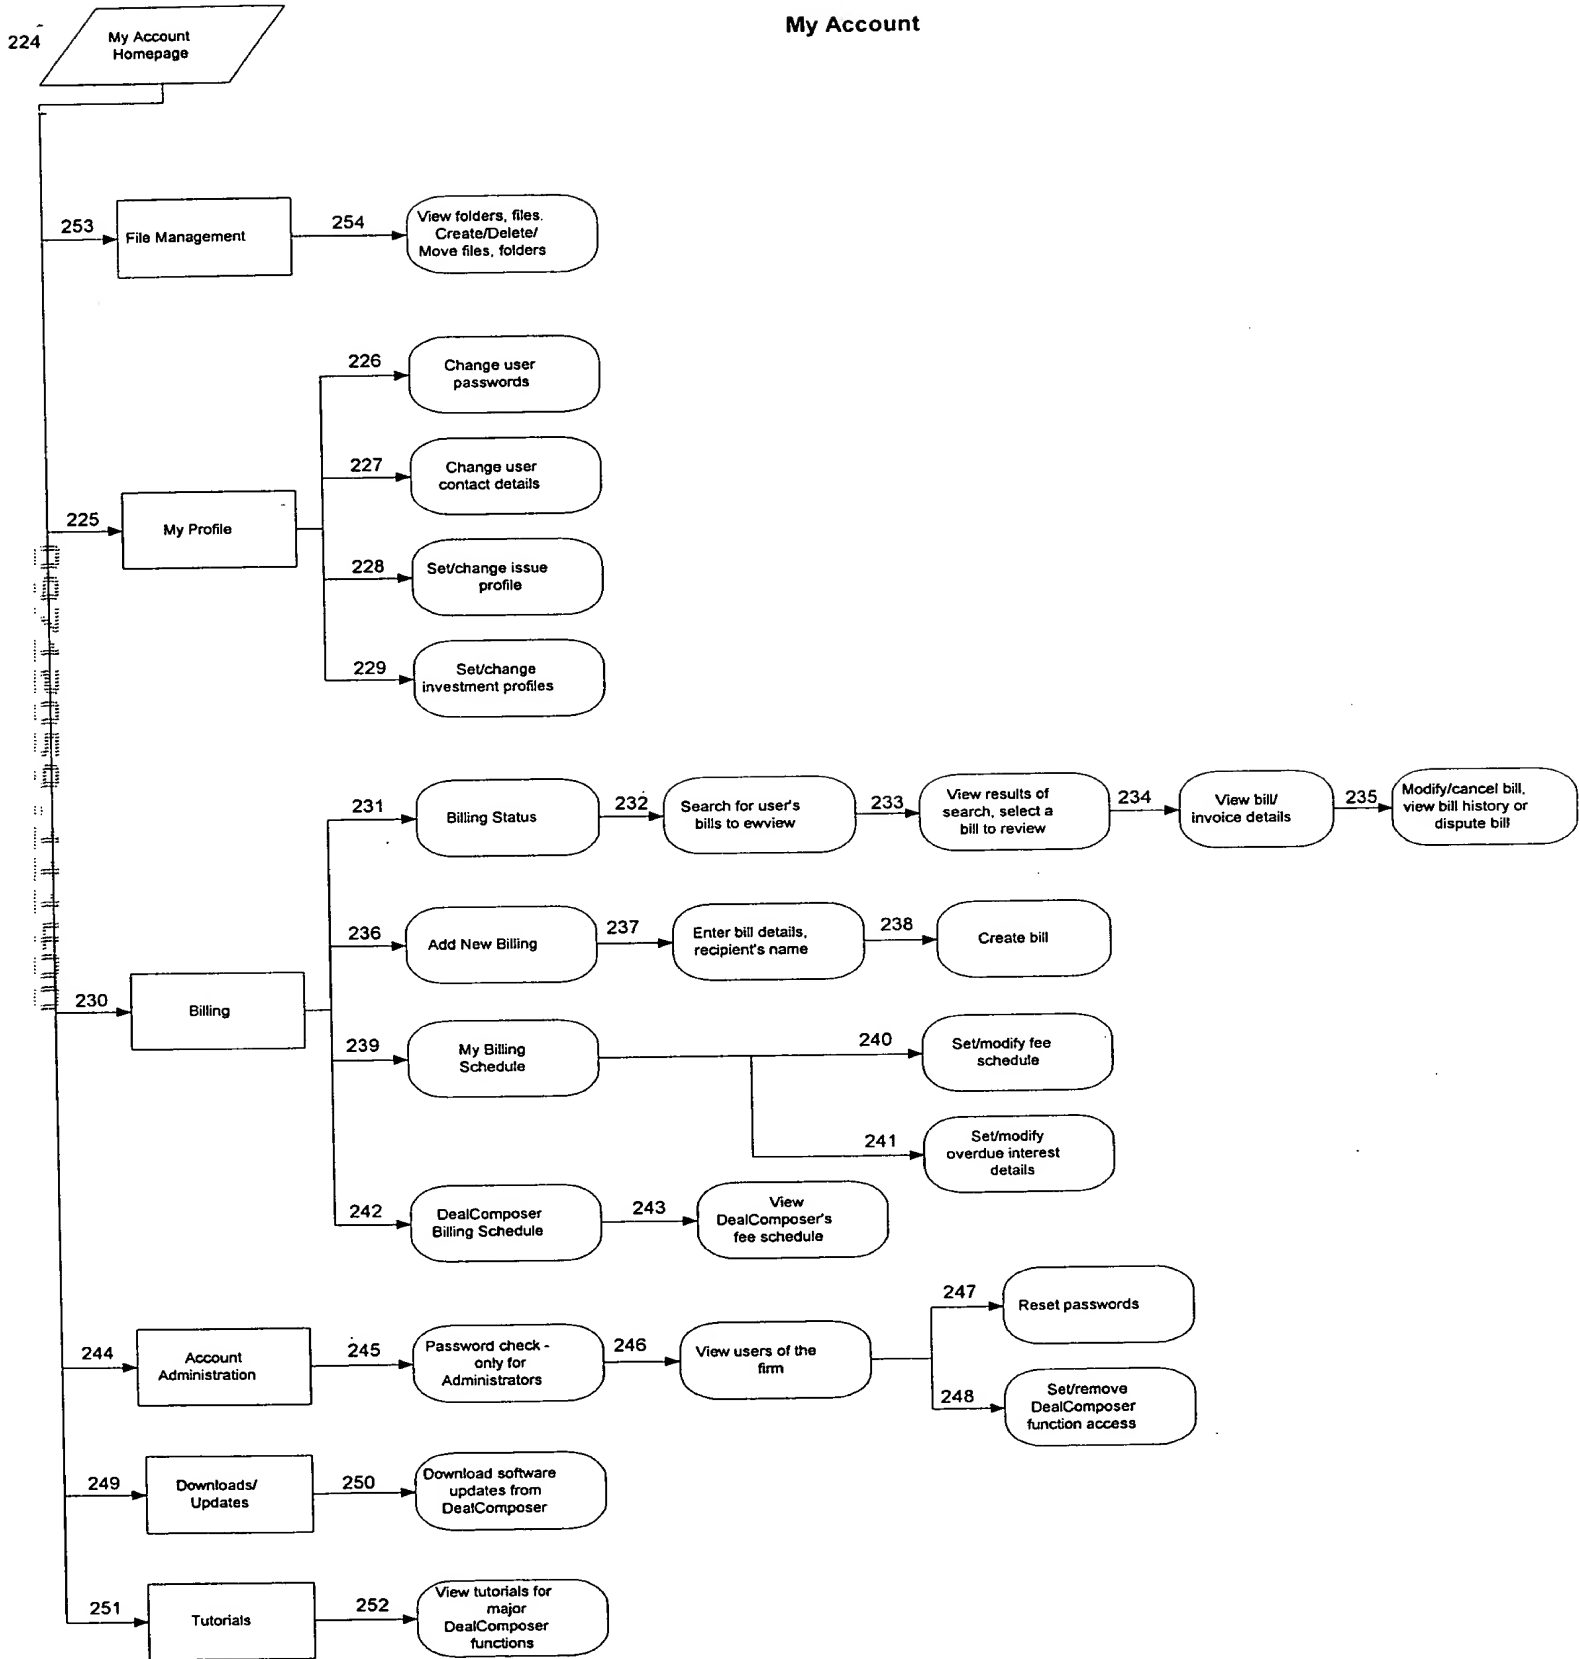 My Account
224
My Account
Homepage
253
File Management
254
View folders, files.
Create/Delete/
Move files, folders
225
My Profile
226
Change user
passwords
227
Change user
contact details
228
Set/change issue
profile
229
Set/change
investment profiles
230
Billing
231
Billing Status
232
Search for user's
bills to ewview
233
View results of
search, select a
bill to review
234
View bill/
invoice details
235
Modify/cancel bill,
view bill history or
dispute bill
236
Add New Billing
237
Enter bill details,
recipient's name
238
Create bill
239
My Billing
Schedule
240
Set/modify fee
schedule
241
Set/modify
overdue interest
details
242
DealComposer
Billing Schedule
243
View
DealComposer's
fee schedule
244
Account
Administration
245
Password check -
only for
Administrators
246
View users of the
firm
247
Reset passwords
248
Set/remove
DealComposer
function access
249
Downloads/
Updates
250
Download software
updates from
DealComposer
251
Tutorials
252
View tutorials for
major
DealComposer
functions